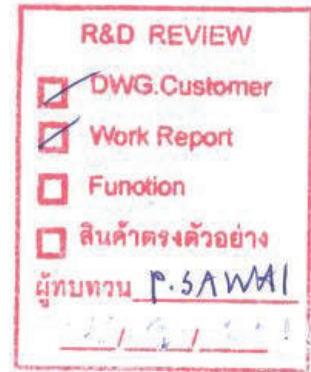 R&D REVIEW
DWG.Customer
Work Report
Function
สินค้าตรงตัวอย่าง
ผู้ทบทวน P.SAWAI
/ /